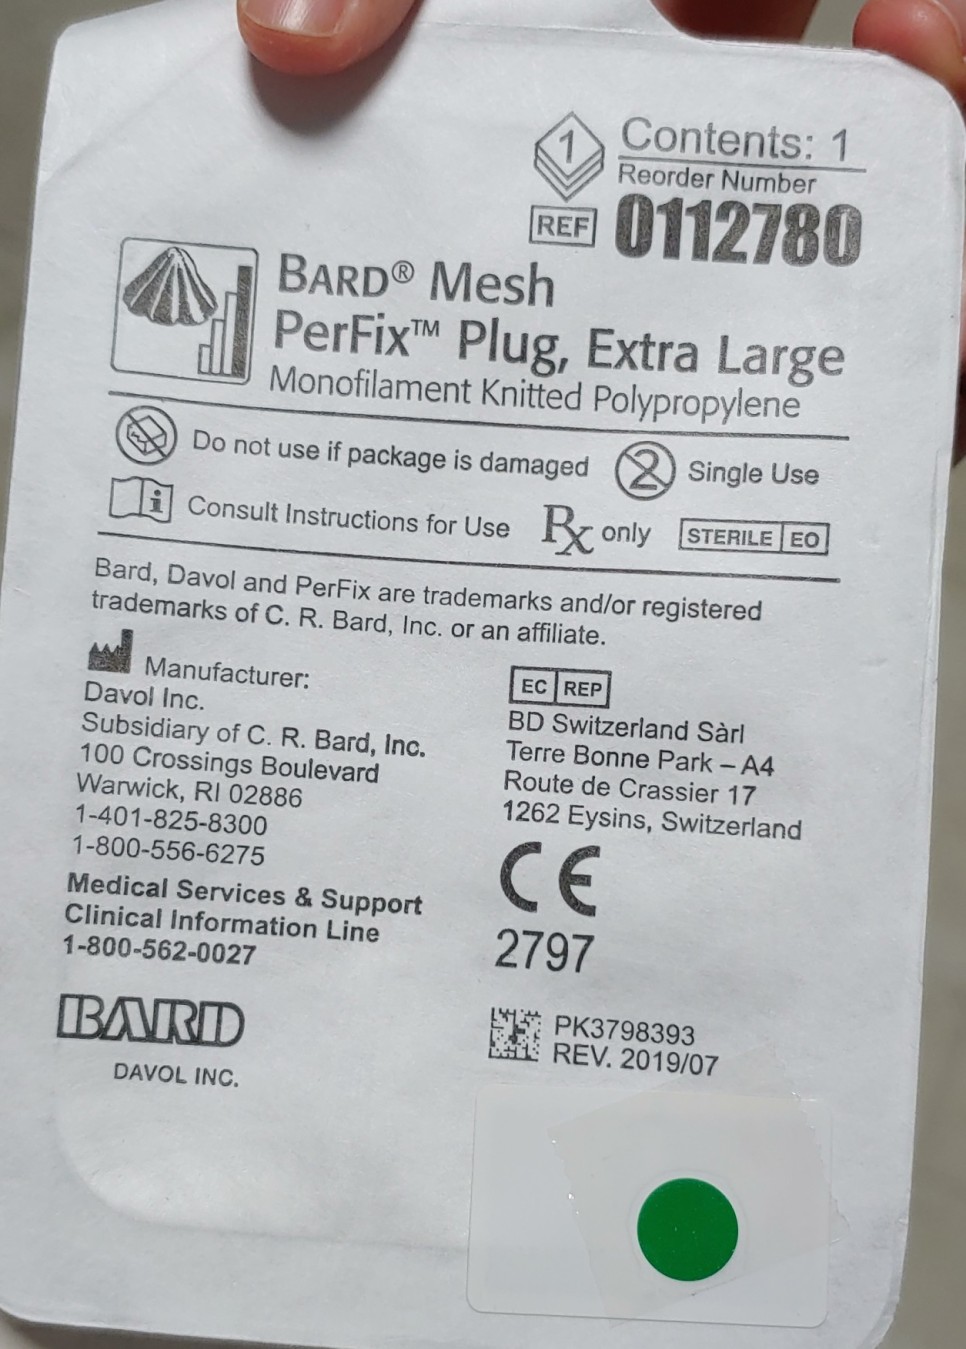 1
Contents: 1
Reorder Number
REF 0112780
BARD® Mesh
PerFix™ Plug, Extra Large
Monofilament Knitted Polypropylene
Do not use if package is damaged 2 Single Use
i Consult Instructions for Use Rx only STERILE EO
Bard, Davol and PerFix are trademarks and/or registered
trademarks of C. R. Bard, Inc. or an affiliate.
Manufacturer:
Davol Inc.
Subsidiary of C. R. Bard, Inc.
100 Crossings Boulevard
Warwick, RI 02886
1-401-825-8300
1-800-556-6275
Medical Services & Support
Clinical Information Line
1-800-562-0027
BARD
DAVOL INC.
EC REP
BD Switzerland Sàrl
Terre Bonne Park – A4
Route de Crassier 17
1262 Eysins, Switzerland
CE
2797
PK3798393
REV. 2019/07